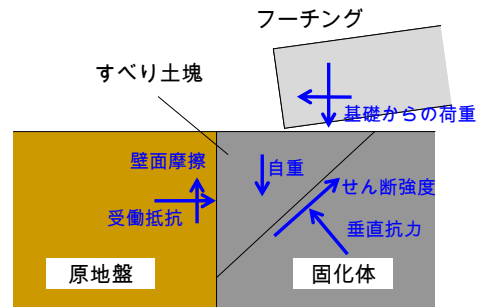 フーチング
すべり土塊
基礎からの荷重
壁面摩擦
自重
せん断強度
受働抵抗
垂直抗力
原地盤
固化体